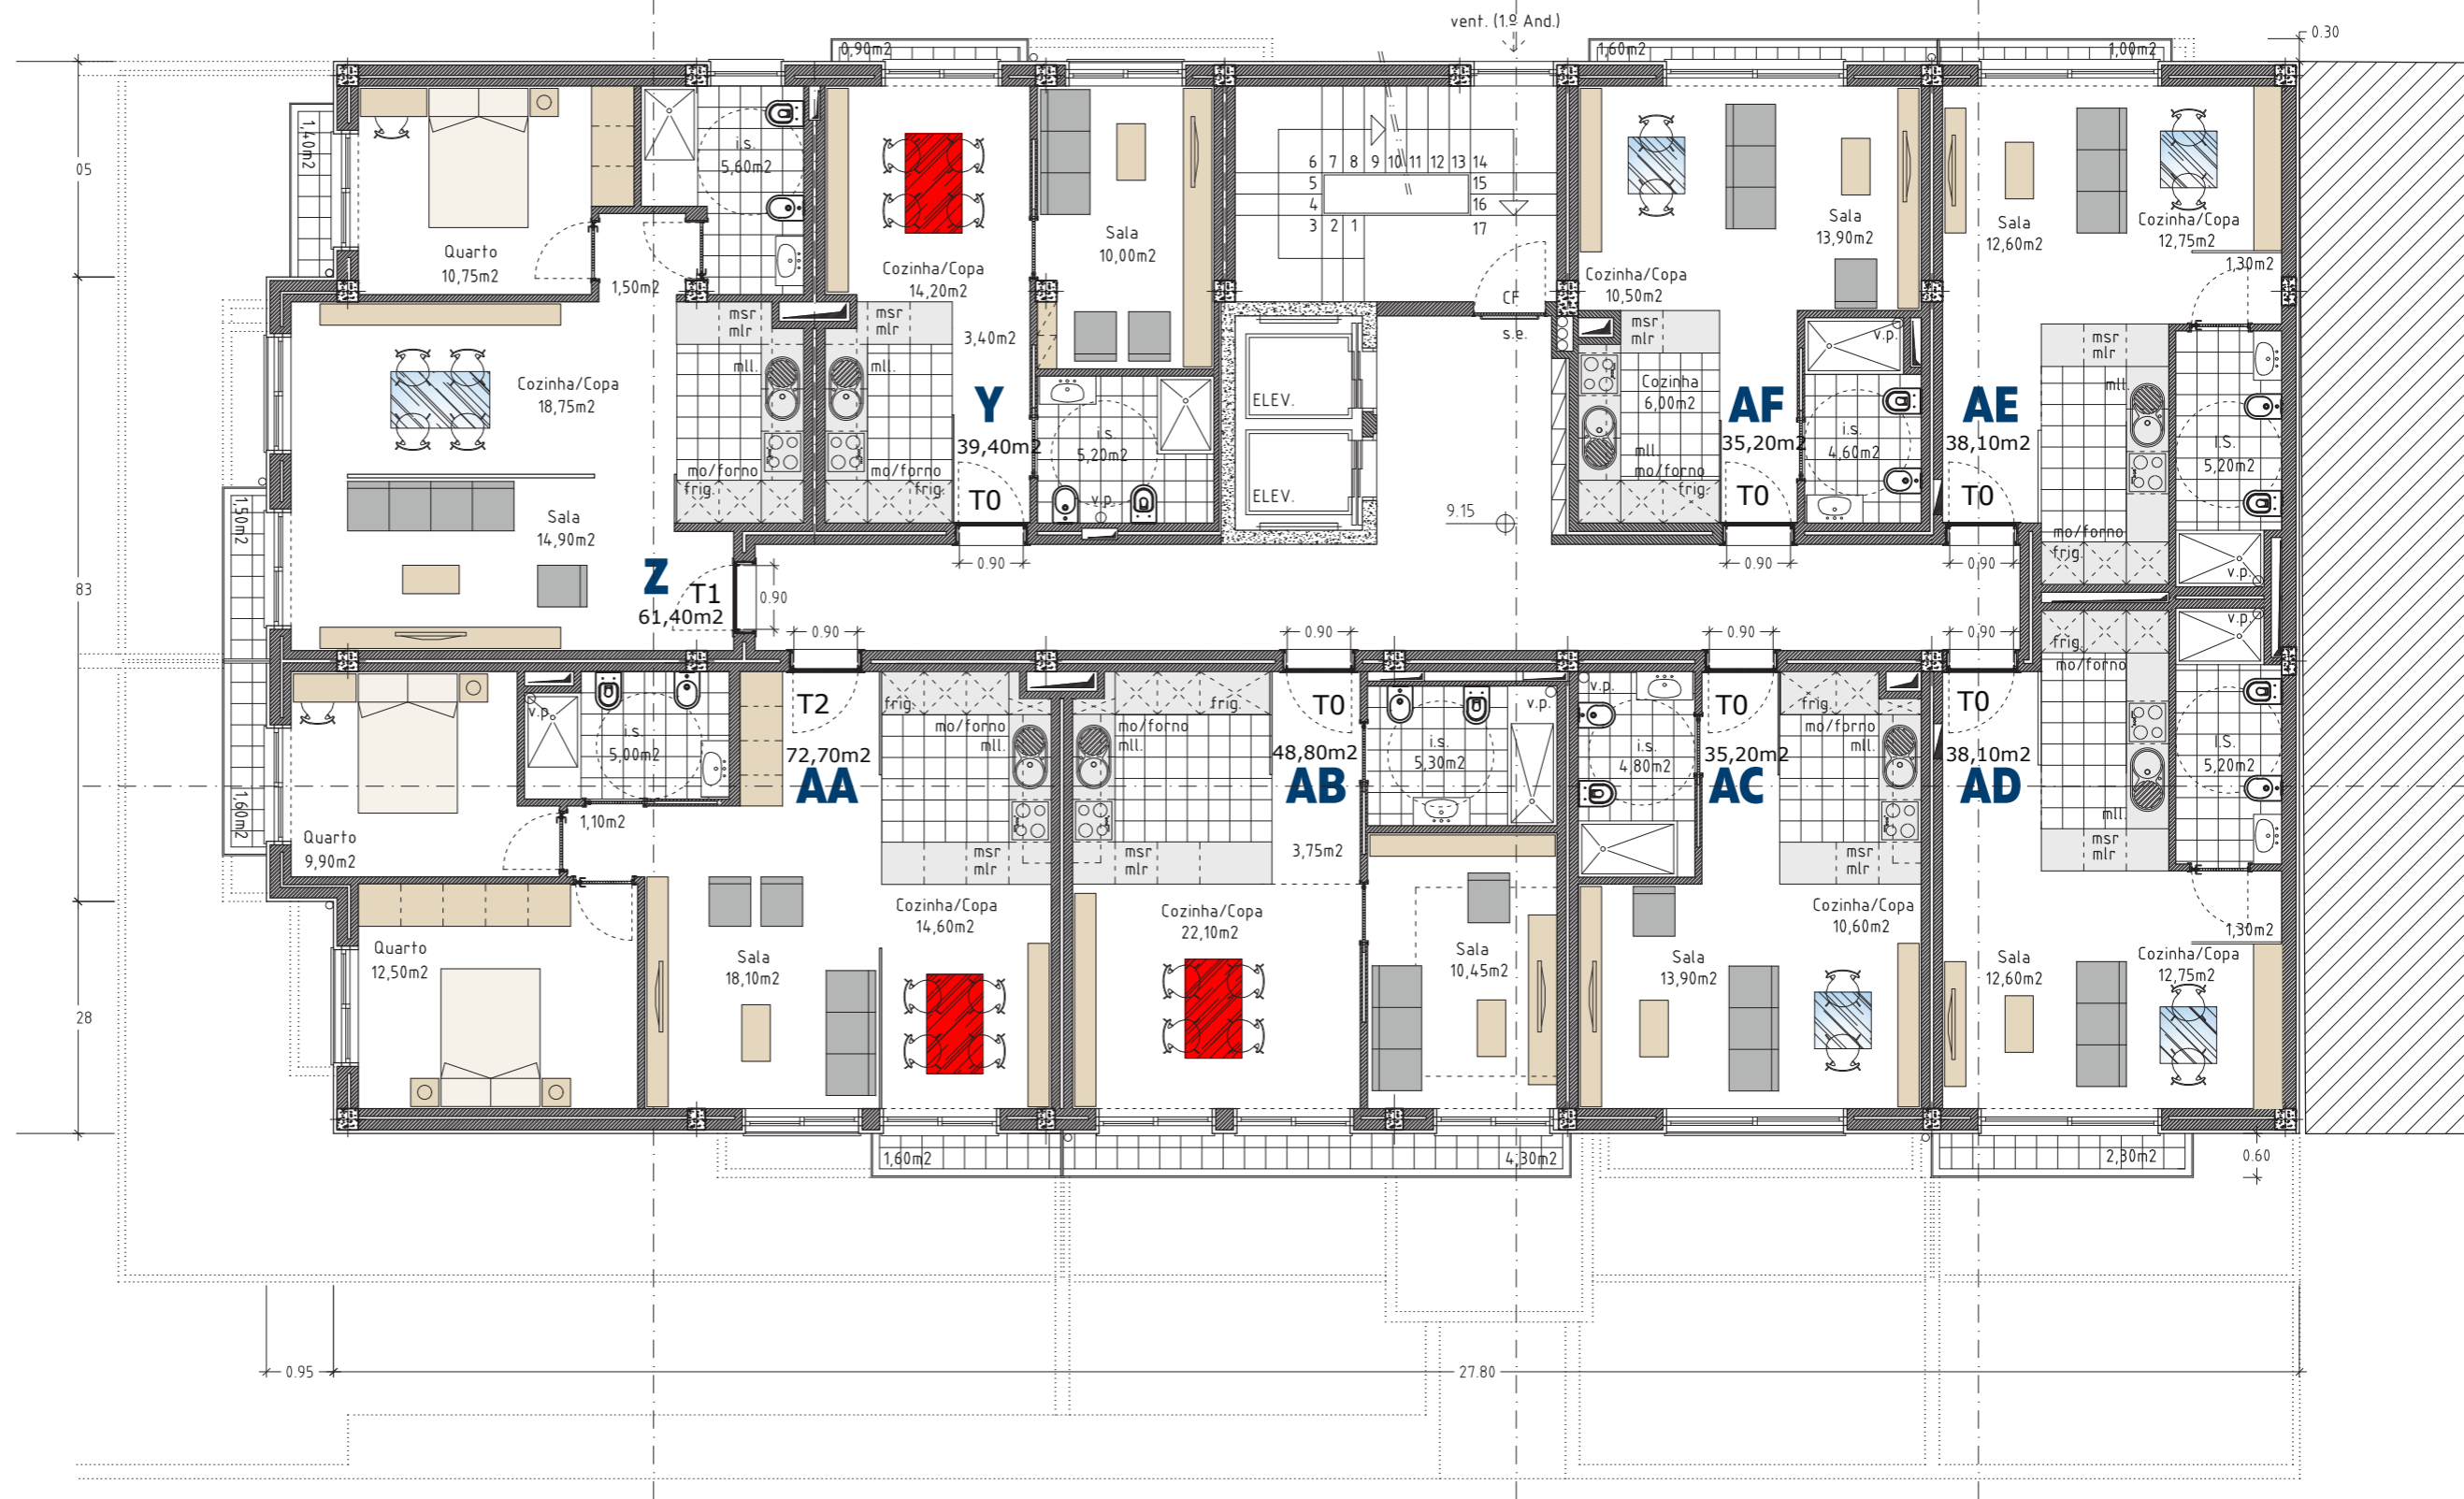 vent. (1.º And.)
0,90m2
1,60m2
1,00m2
0.30
1,40m2
05
i.s.
5,60m2
Quarto
10,75m2
1,50m2
Cozinha/Copa
14,20m2
Sala
10,00m2
6 7 8 9 10 11 12 13 14
5
15
4
16
3 2 1
17
Cozinha/Copa
10,50m2
Sala
13,90m2
Sala
12,60m2
Cozinha/Copa
12,75m2
1,30m2
CF
s.e.
msr
mlr
mll.
msr
mlr
mll.
3,40m2
msr
mlr
v.p.
msr
mlr
mll.
Cozinha/Copa
18,75m2
Y
39,40m2
T0
i.s.
5,20m2
v.p.
ELEV.
ELEV.
Cozinha
6,00m2
mll.
mo/forno
frig.
AF
35,20m2
T0
i.s.
4,60m2
AE
38,10m2
T0
I.S.
5,20m2
mo/forno
frig.
mo/forno
frig.
mo/forno
frig.
v.p.
1,50m2
Sala
14,90m2
9.15
0.90
0.90
0.90
83
Z
T1
61,40m2
0.90
0.90
0.90
0.90
0.90
v.p.
i.s.
5,00m2
T2
72,70m2
AA
frig.
mo/forno
mll.
mo/forno
mll.
frig.
T0
48,80m2
AB
i.s.
5,30m2
v.p.
v.p.
i.s.
4,80m2
T0
35,20m2
AC
frig.
mo/forno
mll.
T0
38,10m2
AD
frig.
mo/forno
mll.
v.p.
I.S.
5,20m2
1,60m2
Quarto
9,90m2
1,10m2
msr
mlr
msr
mlr
3,75m2
msr
mlr
msr
mlr
Quarto
12,50m2
Sala
18,10m2
Cozinha/Copa
14,60m2
Cozinha/Copa
22,10m2
Sala
10,45m2
Sala
13,90m2
Cozinha/Copa
10,60m2
Sala
12,60m2
Cozinha/Copa
12,75m2
1,30m2
28
1,60m2
4,30m2
2,30m2
0.60
0.95
27.80